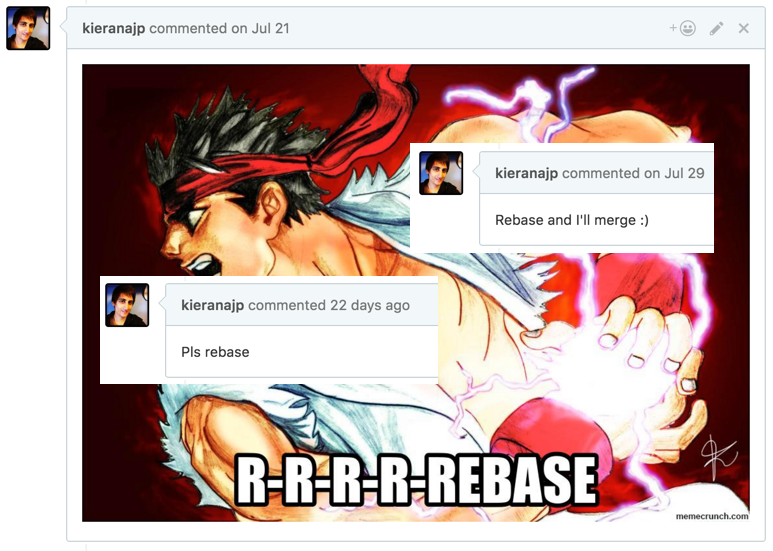 kieranajp commented on Jul 21
kieranajp commented on Jul 29
Rebase and I'll merge :)
kieranajp commented 22 days ago
Pls rebase
R-R-R-R-REBASE
memecrunch.com